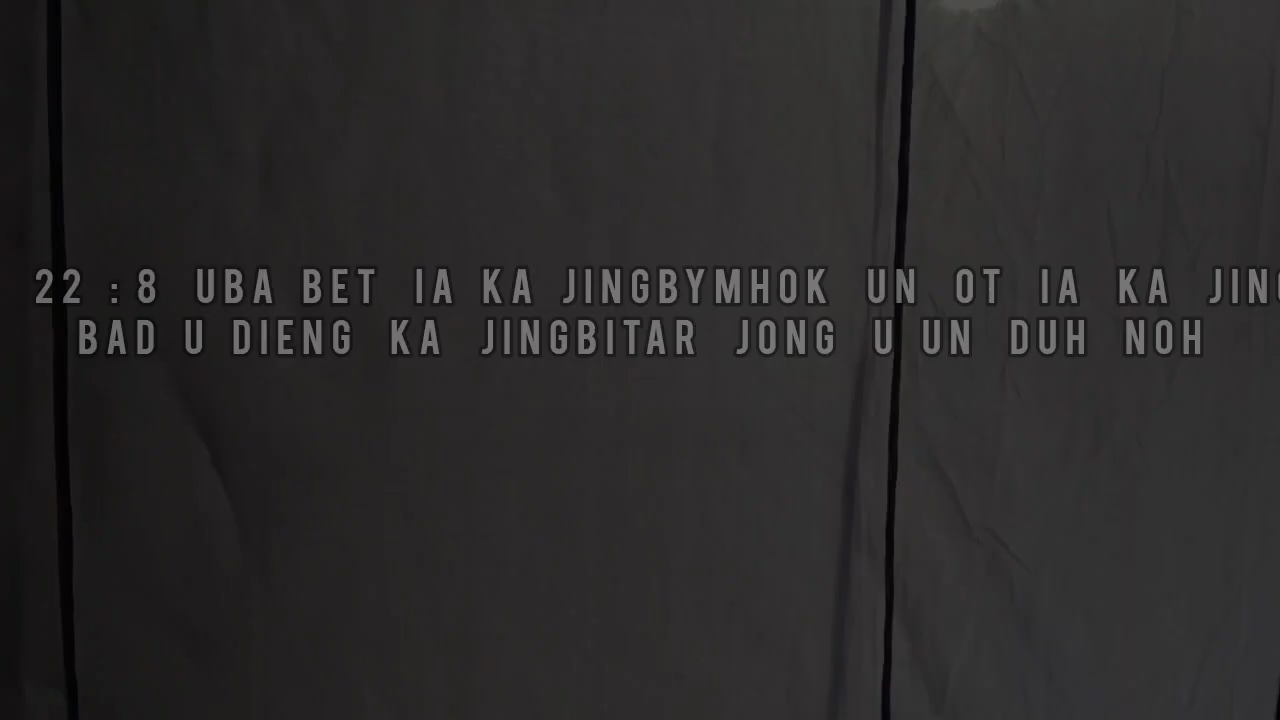 22 : 8 UBA BET IA KA JINGBYMHOK UN OT IA KA
BAD U DIENG KA JINGBITAR JONG U UN DUH NOH